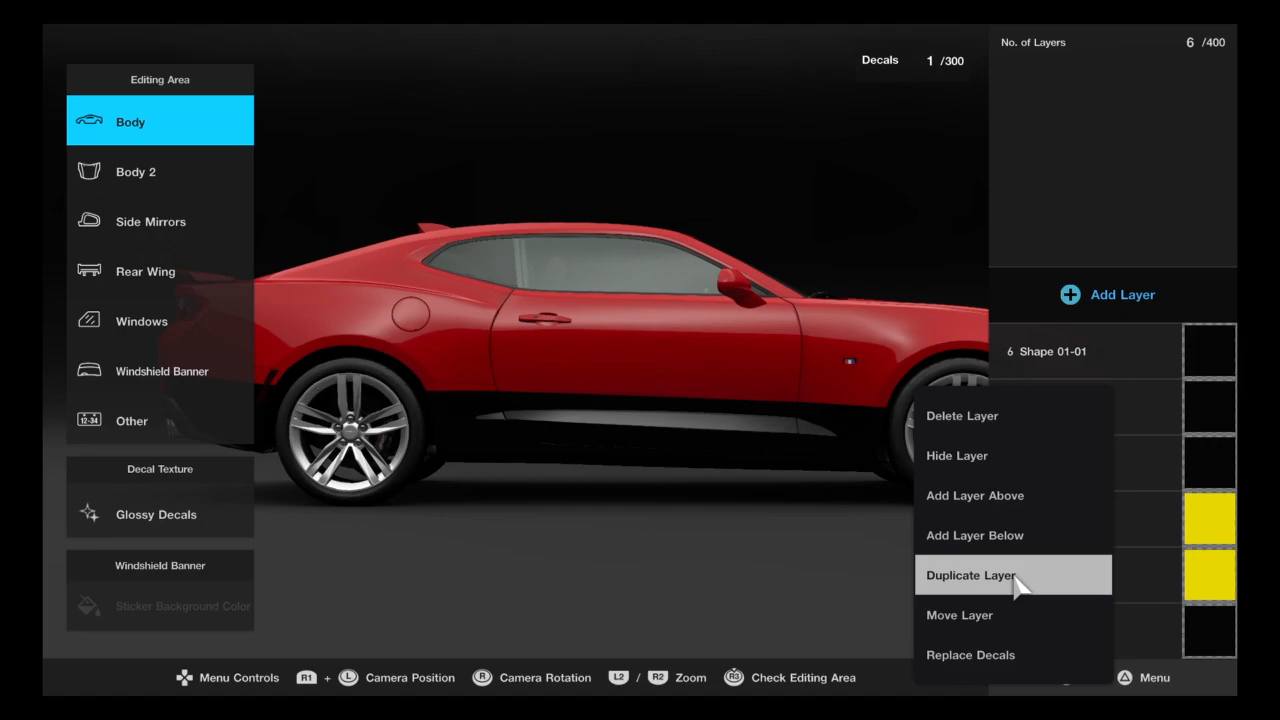 Editing Area
Body
Body 2
Side Mirrors
Rear Wing
Windows
Windshield Banner
12-34 Other
Decal Texture
Glossy Decals
Windshield Banner
Sticker Background Color
Decals 1 /300
No. of Layers 6 /400
Add Layer
6 Shape 01-01
Delete Layer
Hide Layer
Add Layer Above
Add Layer Below
Duplicate Layer
Move Layer
Replace Decals
Menu Controls R1 + L Camera Position R Camera Rotation L2 / R2 Zoom R3 Check Editing Area Menu